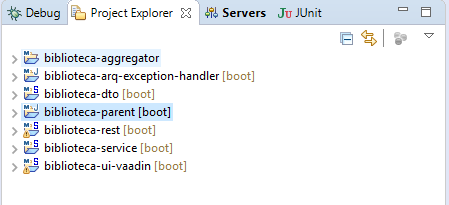 Debug Project Explorer Servers JUnit
biblioteca-aggregator
biblioteca-arq-exception-handler [boot]
biblioteca-dto [boot]
biblioteca-parent [boot]
biblioteca-rest [boot]
biblioteca-service [boot]
biblioteca-ui-vaadin [boot]